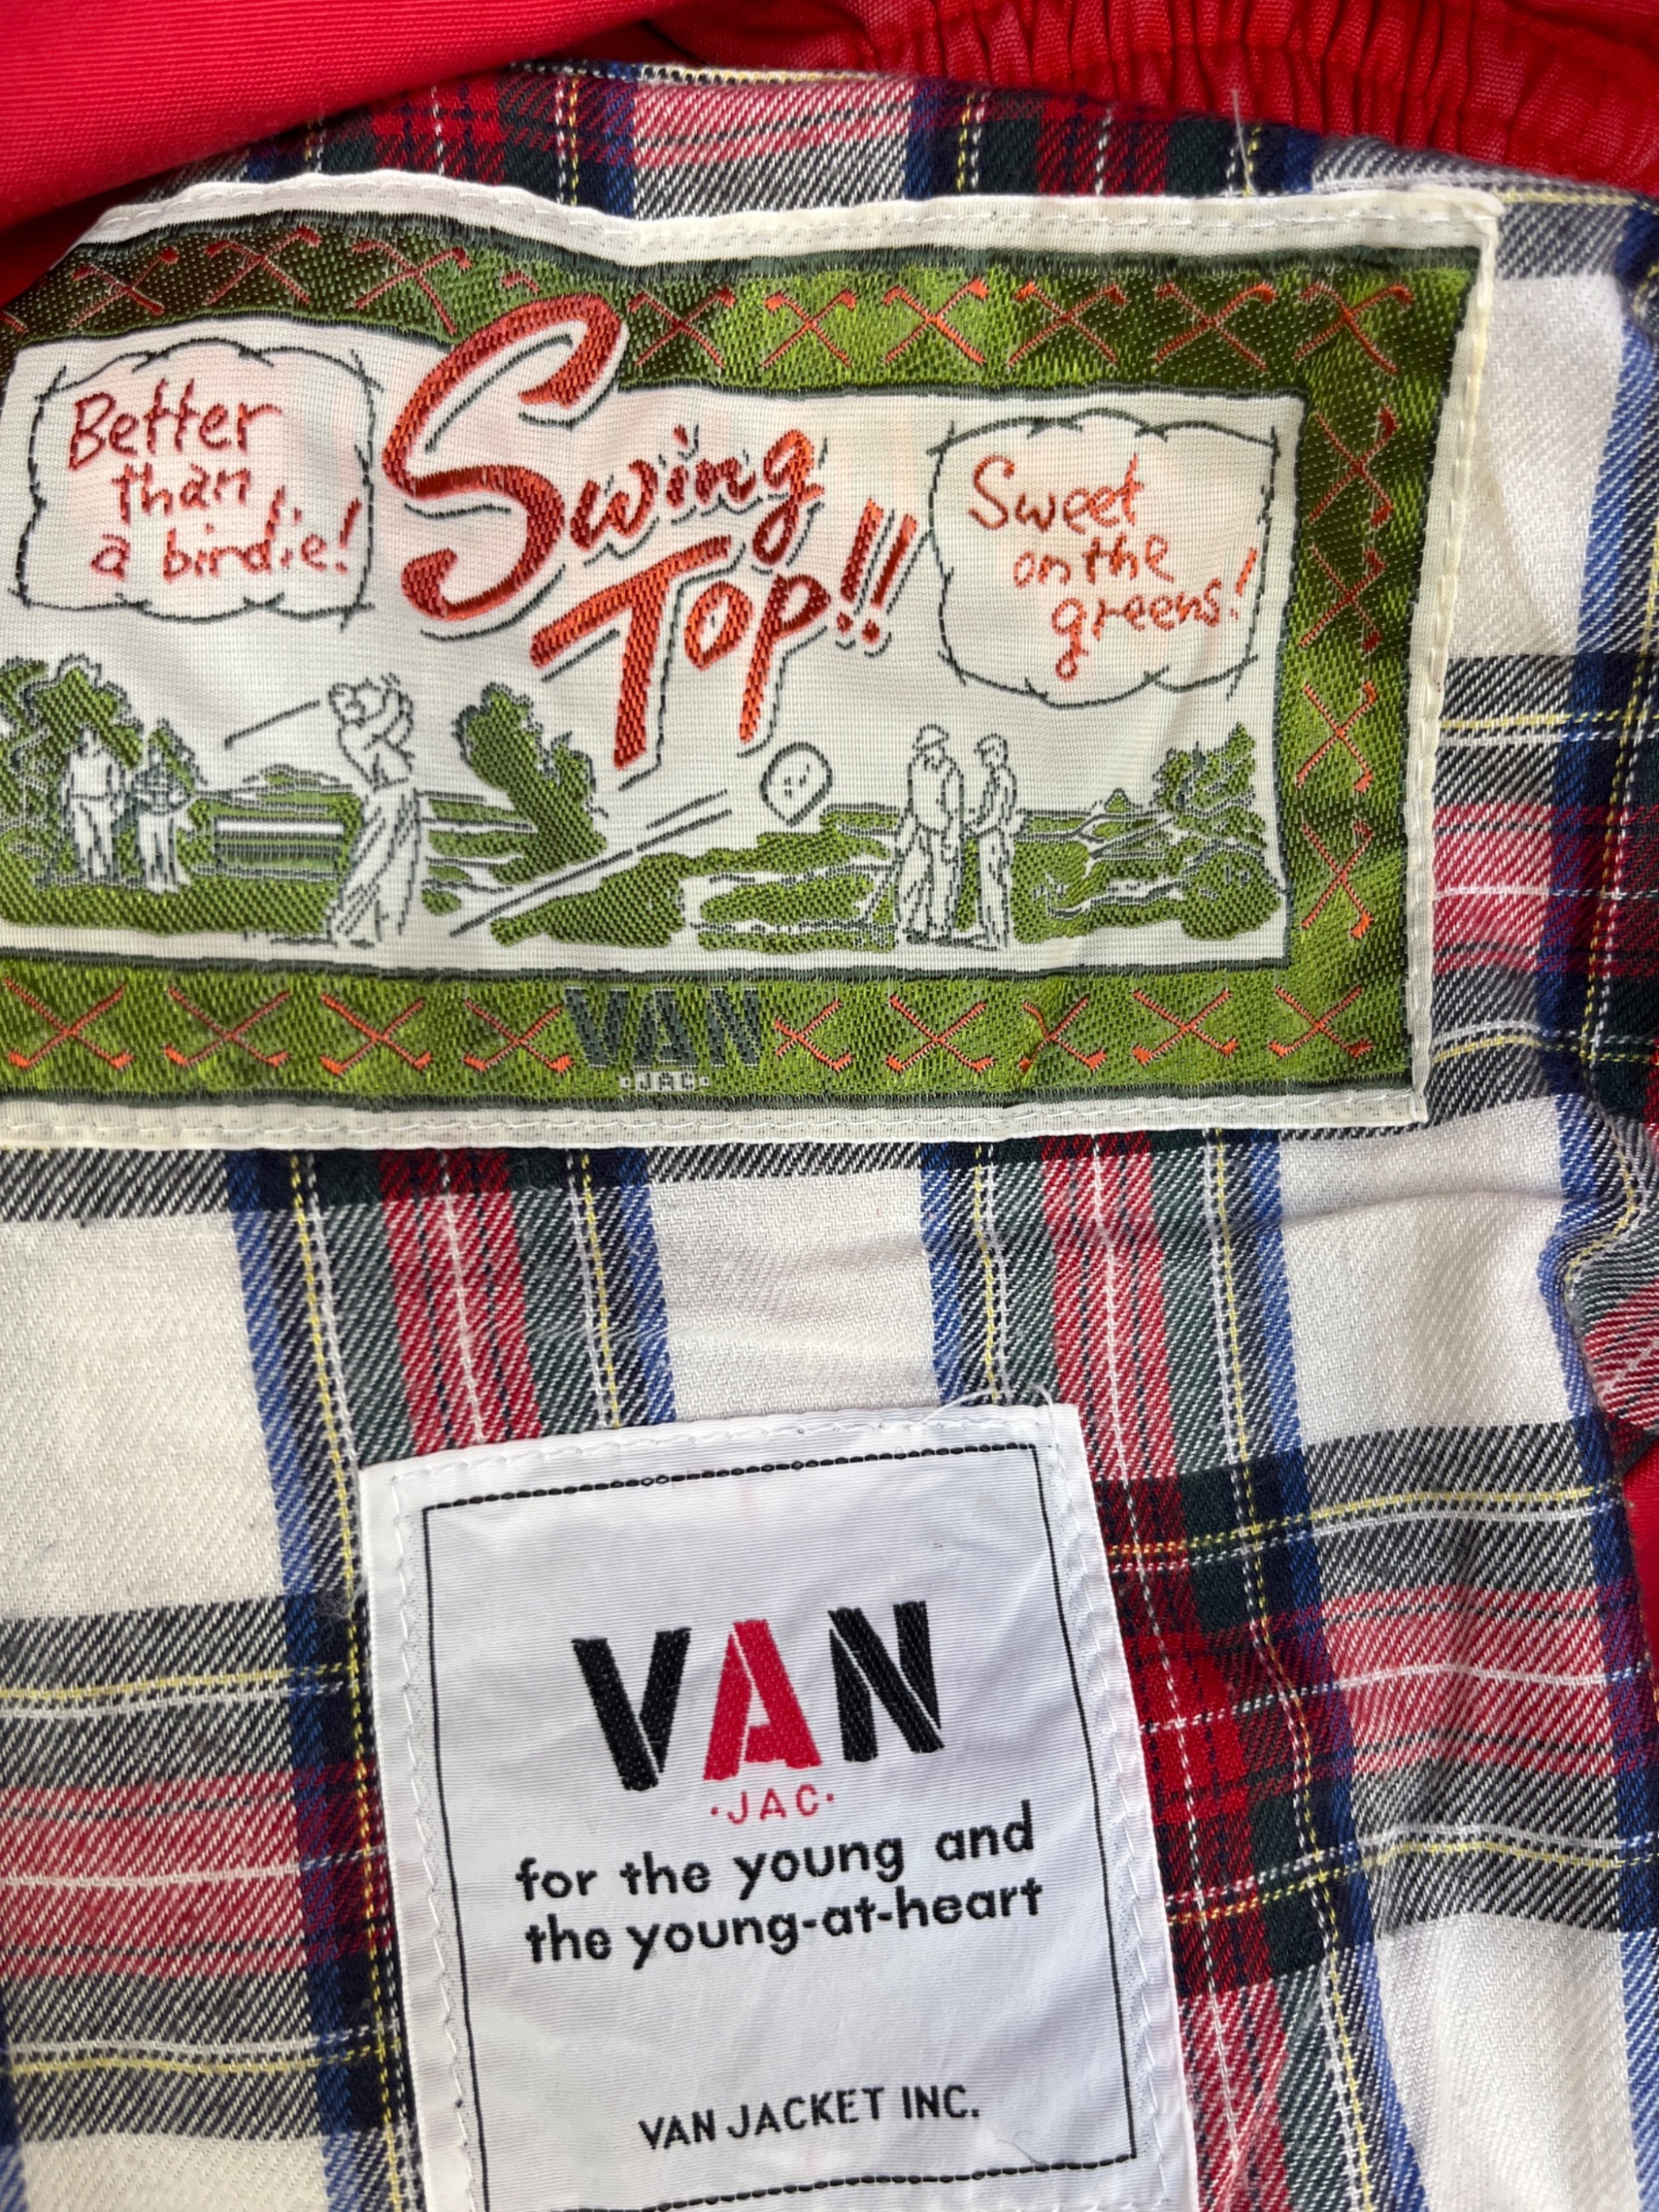 Better
than
a birdie!
Swing
Top!!
Sweet
on the
greens!
VAN
·JAC·
VAN
·JAC·
for the young and
the young-at-heart
VAN JACKET INC.